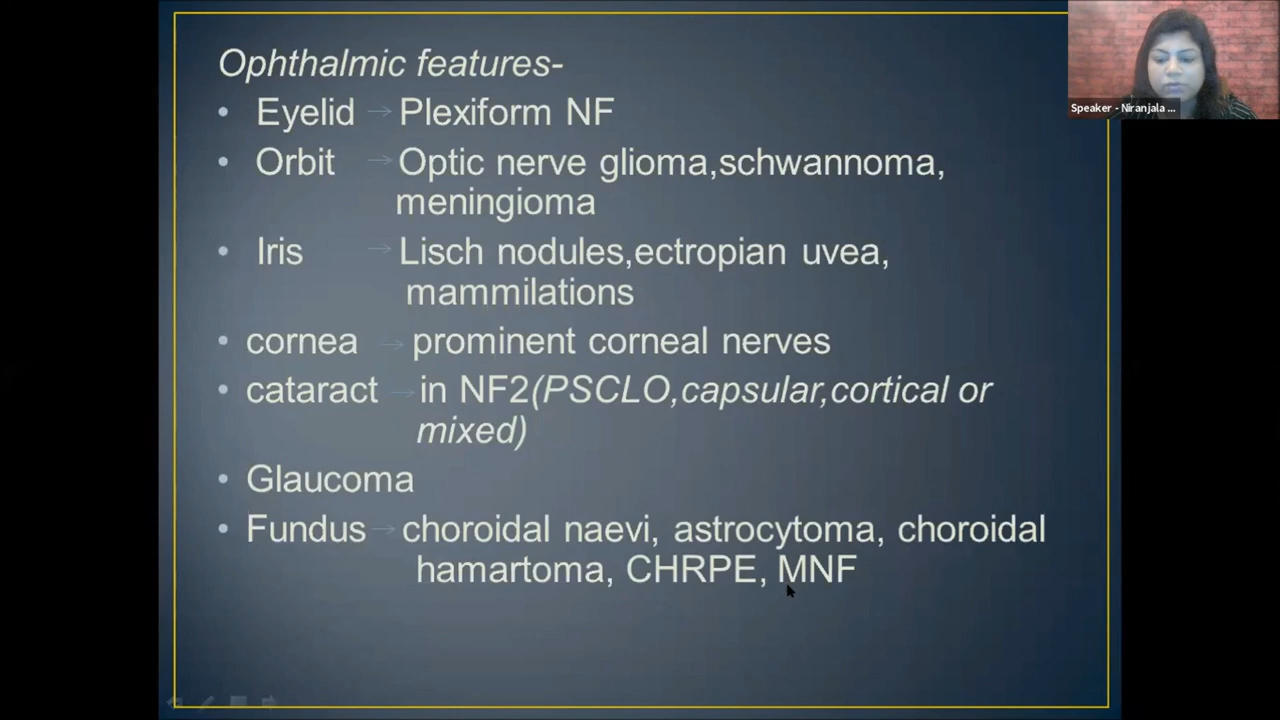 Ophthalmic features-
• Eyelid → Plexiform NF
• Orbit → Optic nerve glioma,schwannoma,
meningioma
• Iris → Lisch nodules,ectropian uvea,
mammilations
• cornea → prominent corneal nerves
• cataract → in NF2(PSCLO,capsular,cortical or
mixed)
• Glaucoma
• Fundus → choroidal naevi, astrocytoma, choroidal
hamartoma, CHRPE, MNF
Speaker - Niranjala ...